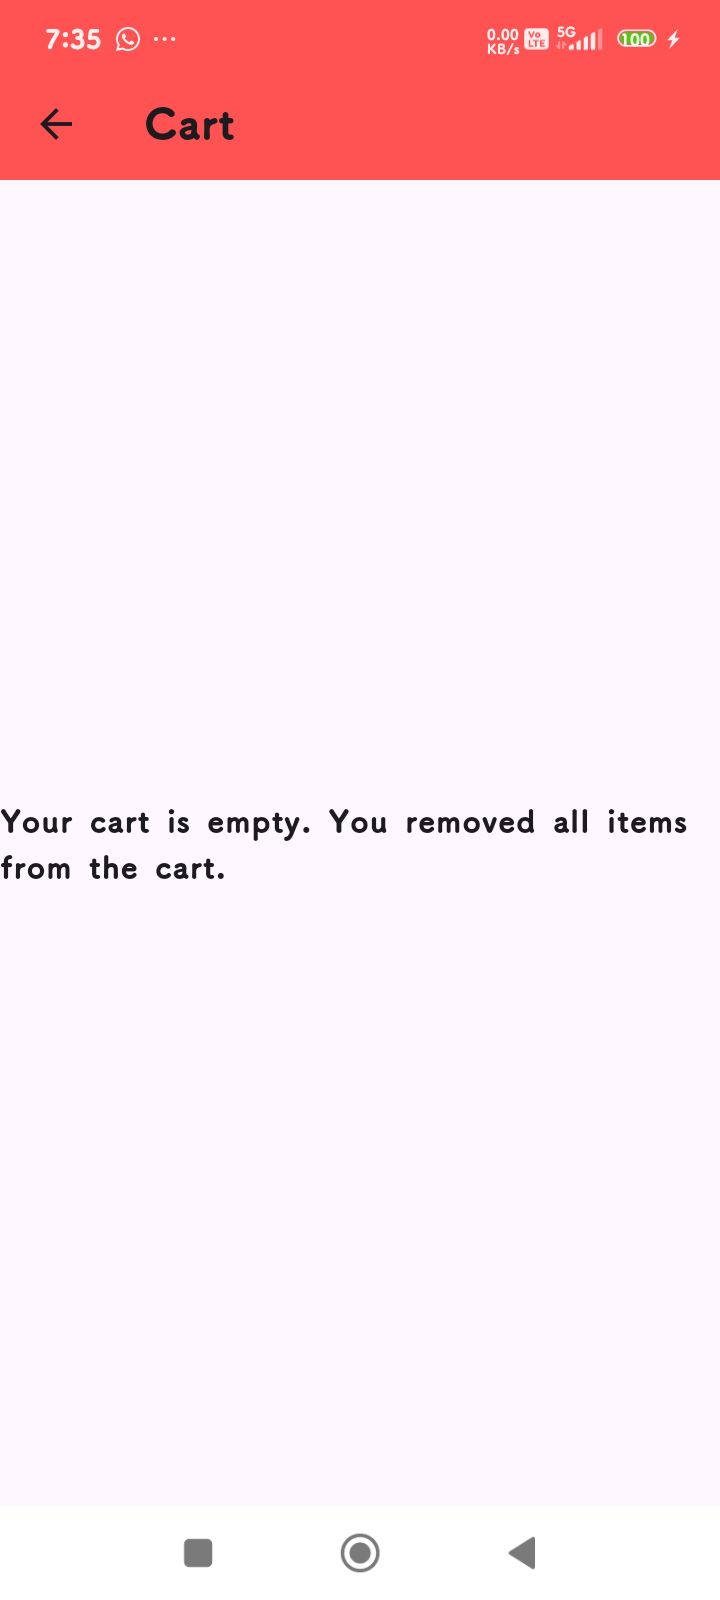 7:35
0.00 KB/s
Vo LTE
5G
100
Cart
Your cart is empty. You removed all items
from the cart.